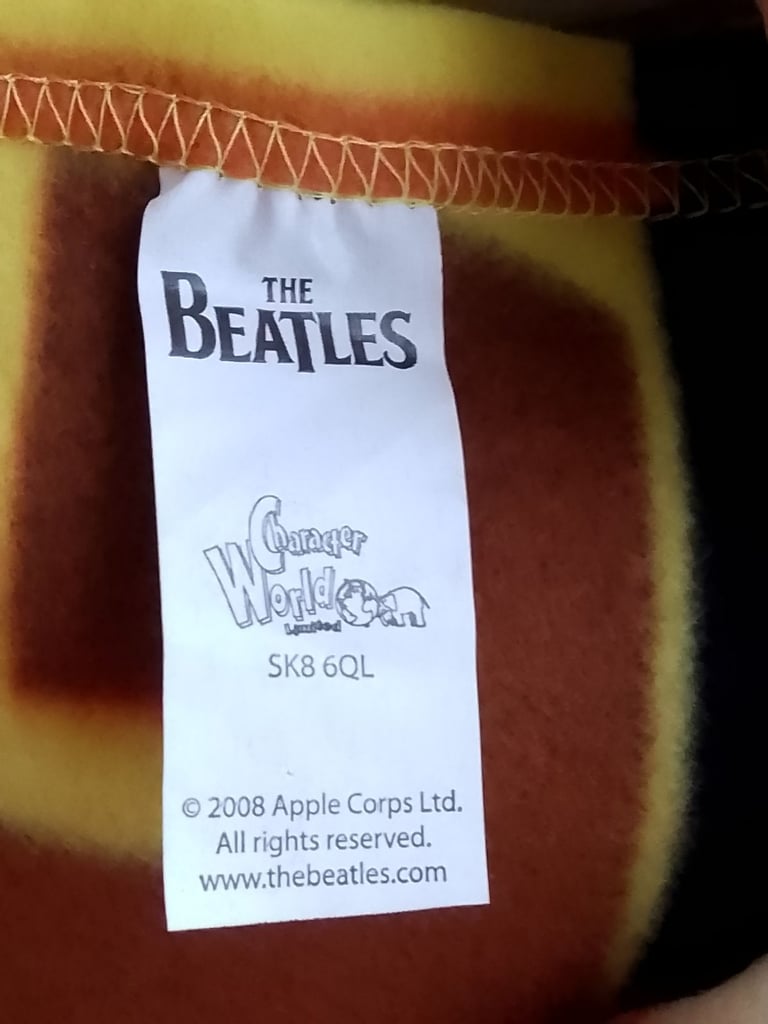 THE
BEATLES
Character
World
Limited
SK8 6QL
© 2008 Apple Corps Ltd.
All rights reserved.
www.thebeatles.com